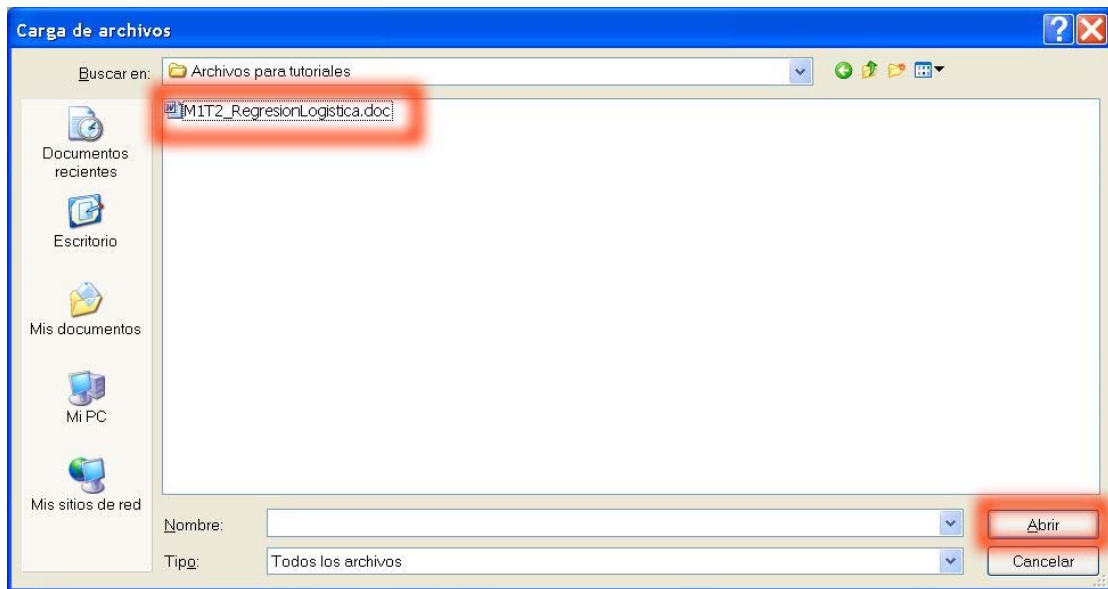 Carga de archivos
Buscar en:
Archivos para tutoriales
M1T2_RegresionLogistica.doc
Documentos
recientes
Escritorio
Mis documentos
Mi PC
Mis sitios de red
Nombre:
Abrir
Tipo:
Todos los archivos
Cancelar